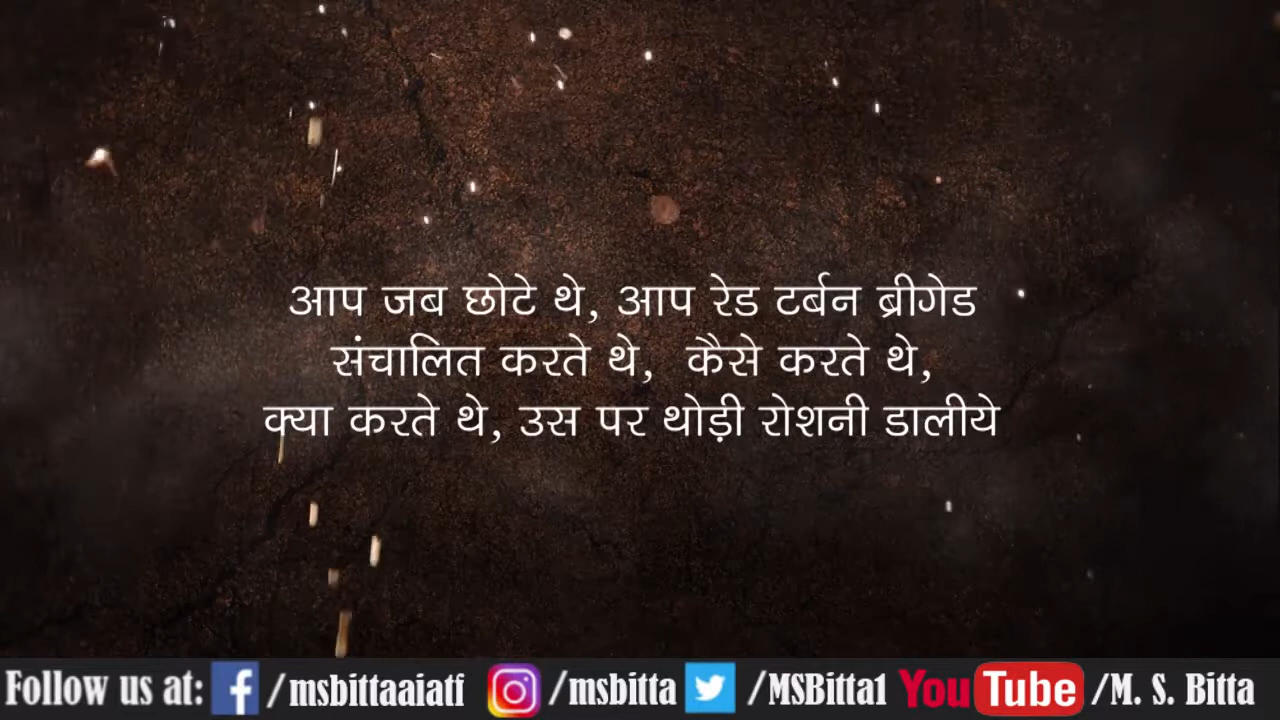 आप जब छोटे थे, आप रेड टर्बन ब्रीगेड
संचालित करते थे, कैसे करते थे,
क्या करते थे, उस पर थोड़ी रोशनी डालीये
Follow us at: f /msbittaaiatf /msbitta /MSBitta1 YouTube /M. S. Bitta